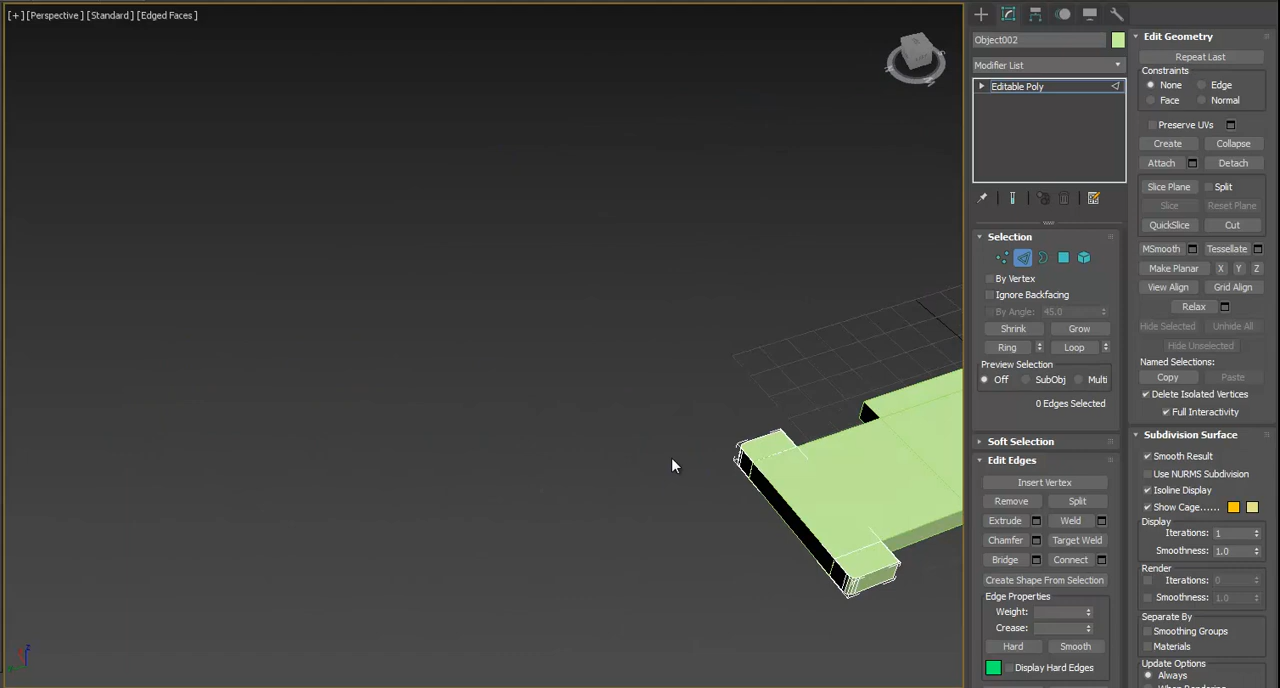 [+] [Perspective] [Standard] [Edged Faces]
Object002
Modifier List
Editable Poly
Selection
By Vertex
Ignore Backfacing
By Angle: 45.0
Shrink Grow
Ring Loop
Preview Selection
Off SubObj Multi
0 Edges Selected
Soft Selection
Edit Edges
Insert Vertex
Remove Split
Extrude Weld
Chamfer Target Weld
Bridge Connect
Create Shape From Selection
Edge Properties
Weight:
Crease:
Hard Smooth
Display Hard Edges
Edit Geometry
Repeat Last
Constraints
None Edge
Face Normal
Preserve UVs
Create Collapse
Attach Detach
Slice Plane Split
Slice Reset Plane
QuickSlice Cut
MSmooth Tessellate
Make Planar X Y Z
View Align Grid Align
Relax
Hide Selected Unhide All
Hide Unselected
Named Selections:
Copy Paste
Delete Isolated Vertices
Full Interactivity
Subdivision Surface
Smooth Result
Use NURMS Subdivision
Isoline Display
Show Cage......
Display
Iterations: 1
Smoothness: 1.0
Render
Iterations: 0
Smoothness: 1.0
Separate By
Smoothing Groups
Materials
Update Options
Always
z